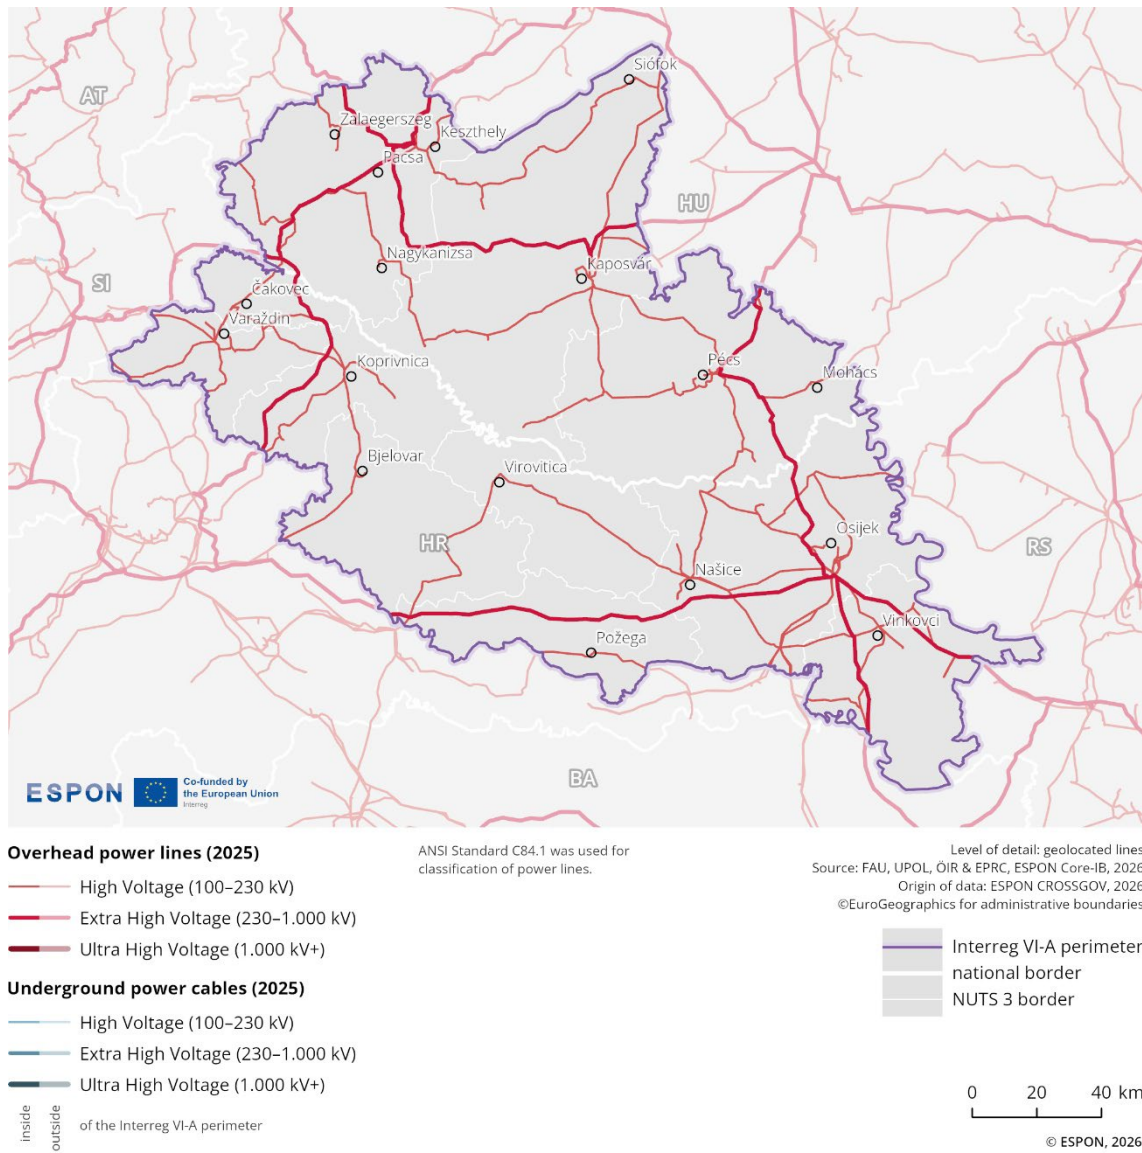 Siófok
AT
Zalaegerszeg
Keszthely
Pacsa
HU
Nagykanizsa
Kaposvár
SI
Čakovec
Varaždin
Koprivnica
Pécs
Mohács
Bjelovar
Virovitica
HR
Osijek
RS
Našice
Vinkovci
Požega
BA
ESPON
Co-funded by
the European Union
Interreg
Overhead power lines (2025)
High Voltage (100–230 kV)
Extra High Voltage (230–1.000 kV)
Ultra High Voltage (1.000 kV+)
Underground power cables (2025)
High Voltage (100–230 kV)
Extra High Voltage (230–1.000 kV)
Ultra High Voltage (1.000 kV+)
inside
outside
of the Interreg VI-A perimeter
ANSI Standard C84.1 was used for
classification of power lines.
Level of detail: geolocated lines
Source: FAU, UPOL, ÖIR & EPRC, ESPON Core-IB, 2026
Origin of data: ESPON CROSSGOV, 2026
©EuroGeographics for administrative boundaries
Interreg VI-A perimeter
national border
NUTS 3 border
0 20 40 km
© ESPON, 2026